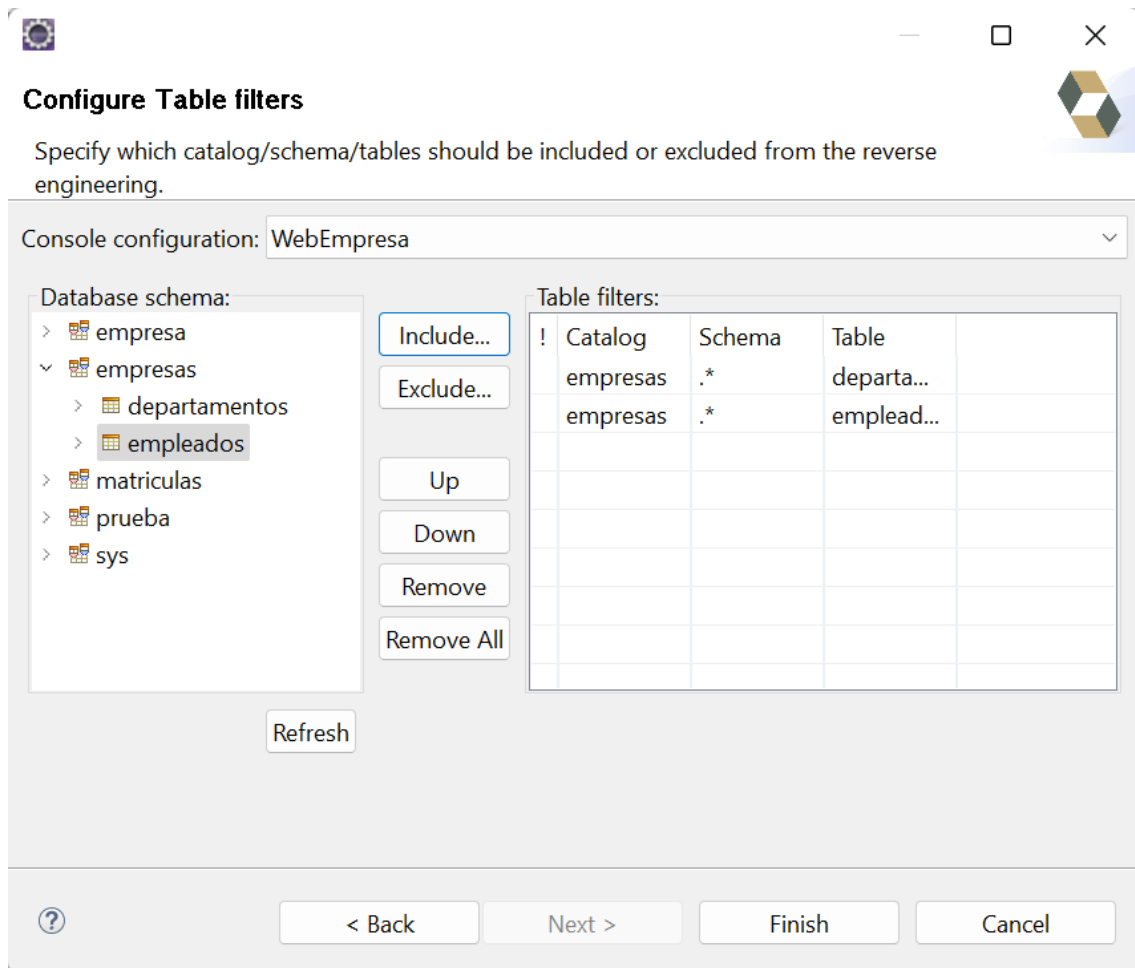 Configure Table filters
Specify which catalog/schema/tables should be included or excluded from the reverse
engineering.
Console configuration: WebEmpresa
Database schema:
empresa
empresas
departamentos
empleados
matriculas
prueba
sys
Include...
Exclude...
Up
Down
Remove
Remove All
Refresh
Table filters:
! Catalog Schema Table
empresas .* departa...
empresas .* emplead...
? < Back Next > Finish Cancel